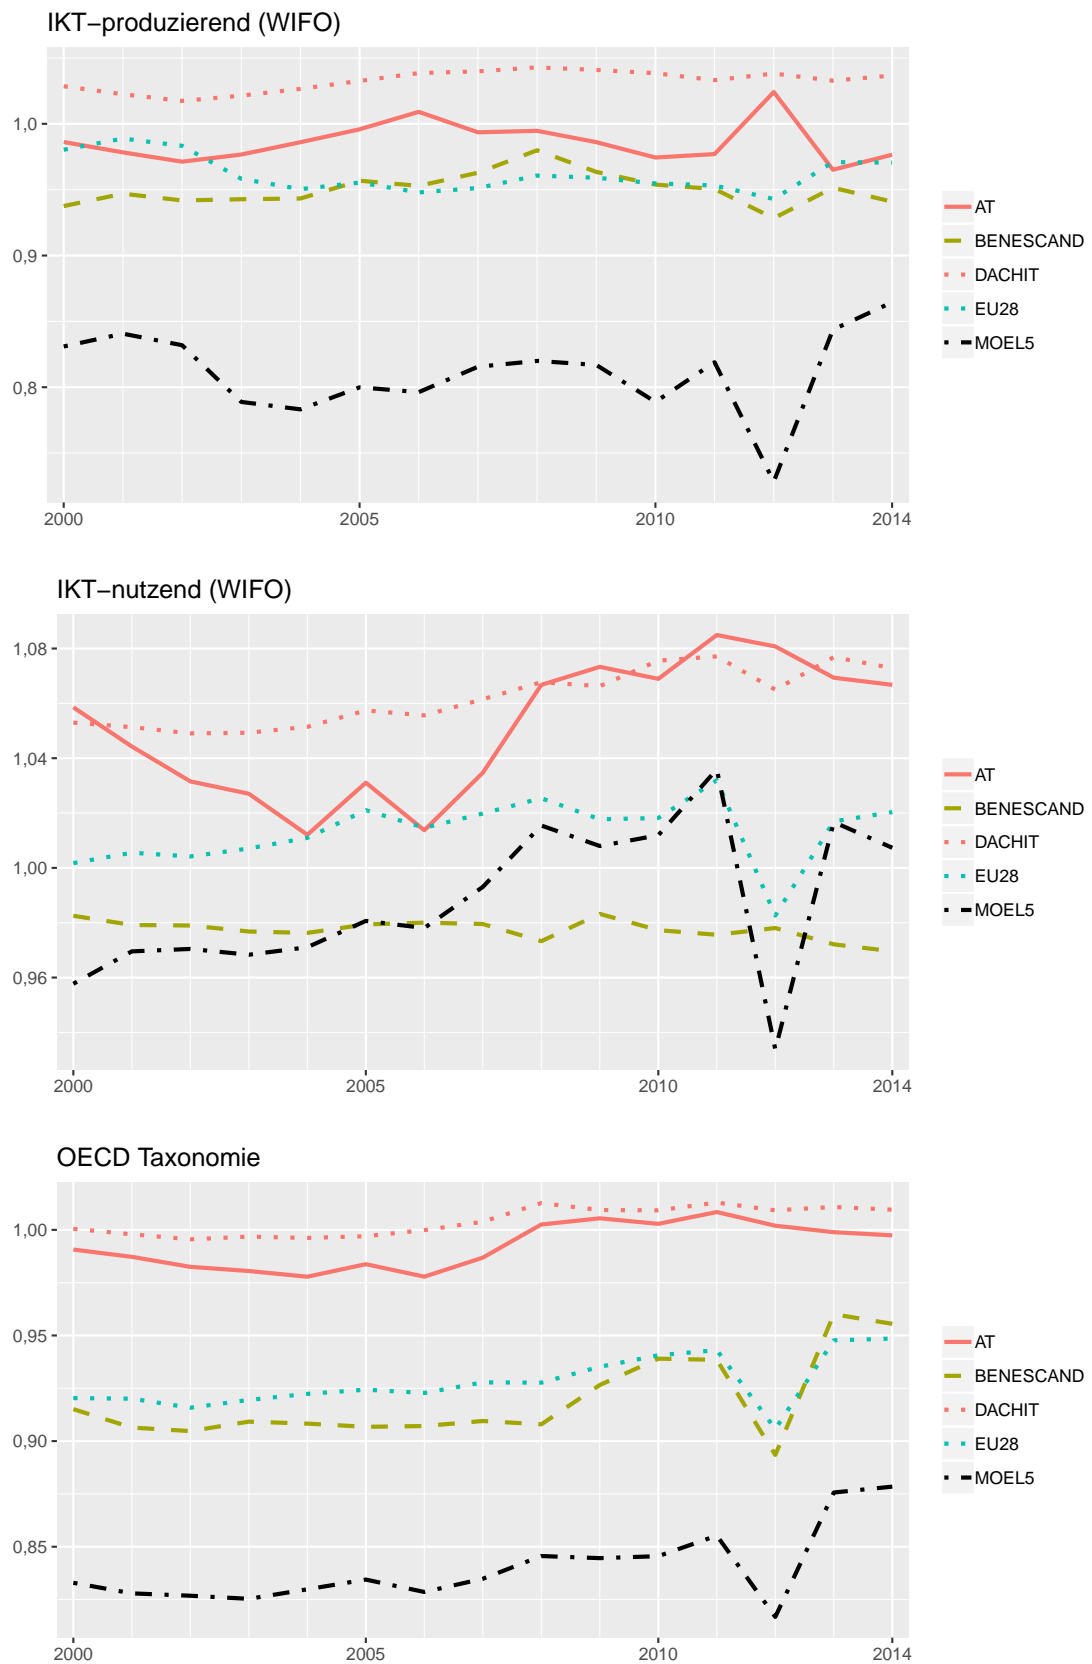 IKT−produzierend (WIFO)
1,0
0,9
0,8
2000 2005 2010 2014
AT
BENESCAND
DACHIT
EU28
MOEL5
IKT−nutzend (WIFO)
1,08
1,04
1,00
0,96
2000 2005 2010 2014
AT
BENESCAND
DACHIT
EU28
MOEL5
OECD Taxonomie
1,00
0,95
0,90
0,85
2000 2005 2010 2014
AT
BENESCAND
DACHIT
EU28
MOEL5